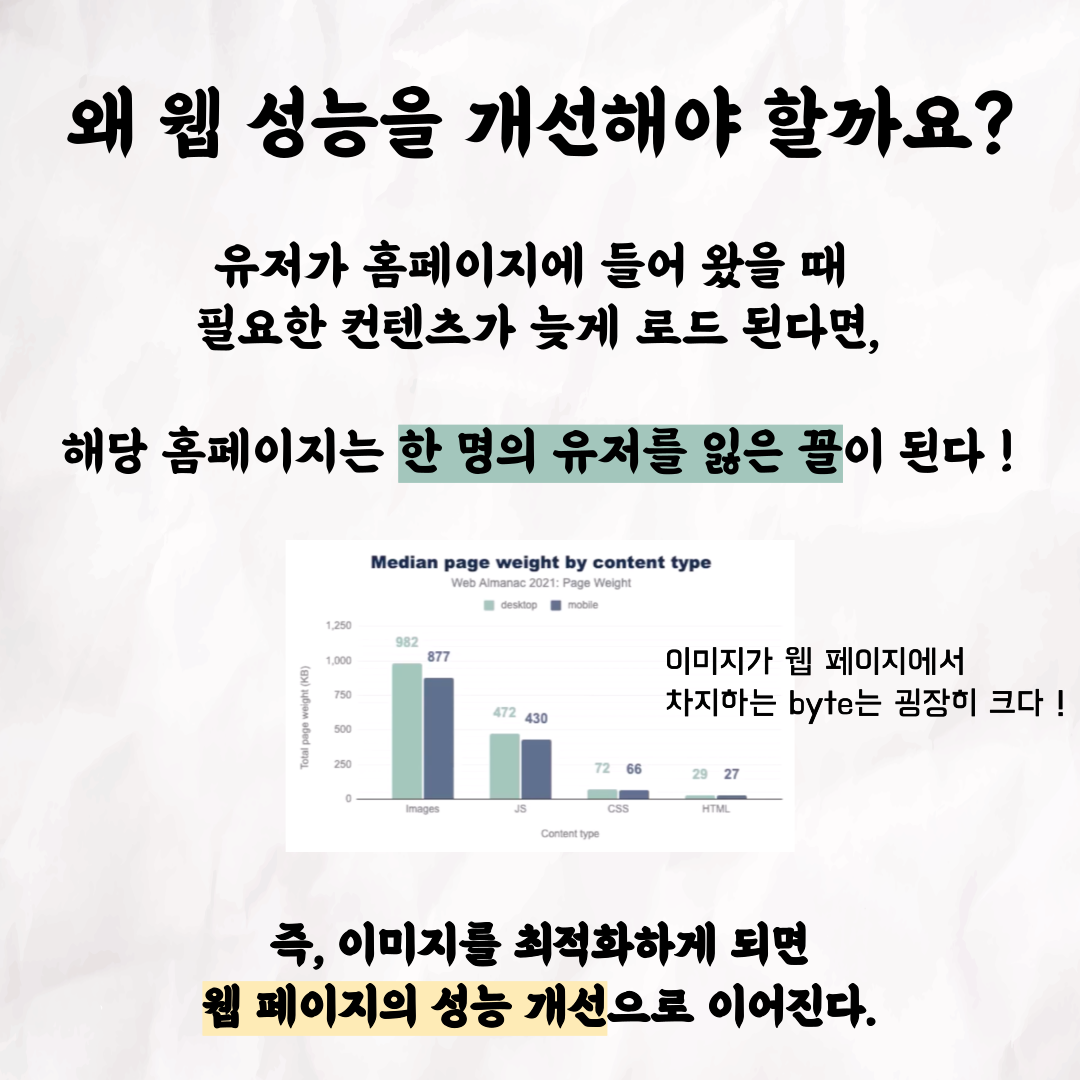 왜 웹 성능을 개선해야 할까요?
유저가 홈페이지에 들어 왔을 때
필요한 컨텐츠가 늦게 로드 된다면,
해당 홈페이지는 한 명의 유저를 잃은 꼴이 된다 !
Median page weight by content type
Web Almanac 2021: Page Weight
desktop mobile
Total page weight (KB)
1,250
1,000
750
500
250
0
982
877
472
430
72
66
29
27
Images JS CSS HTML
Content type
이미지가 웹 페이지에서
차지하는 byte는 굉장히 크다 !
즉, 이미지를 최적화하게 되면
웹 페이지의 성능 개선으로 이어진다.